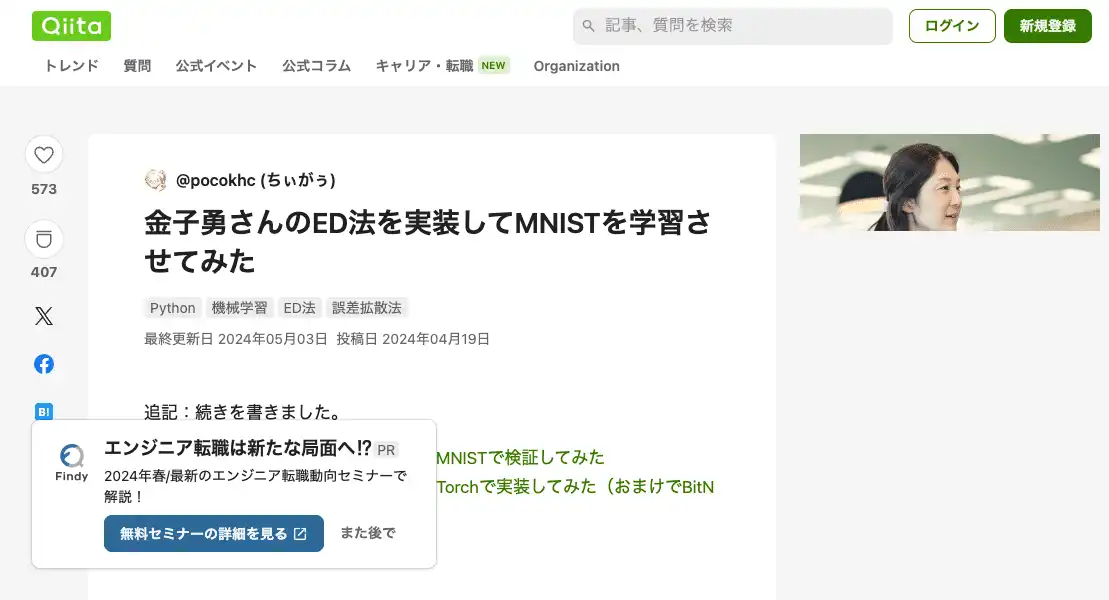 Qiita
記事、質問を検索
ログイン
新規登録
トレンド
質問
公式イベント
公式コラム
キャリア・転職 NEW
Organization
573
407
@pocokhc (ちぃがぅ)
金子勇さんのED法を実装してMNISTを学習さ
せてみた
Python 機械学習 ED法 誤差拡散法
最終更新日 2024年05月03日 投稿日 2024年04月19日
追記：続きを書きました。
MNISTで検証してみた
Torchで実装してみた（おまけでBitN
B!
Findy
エンジニア転職は新たな局面へ⁉ PR
2024年春/最新のエンジニア転職動向セミナーで
解説！
無料セミナーの詳細を見る
また後で